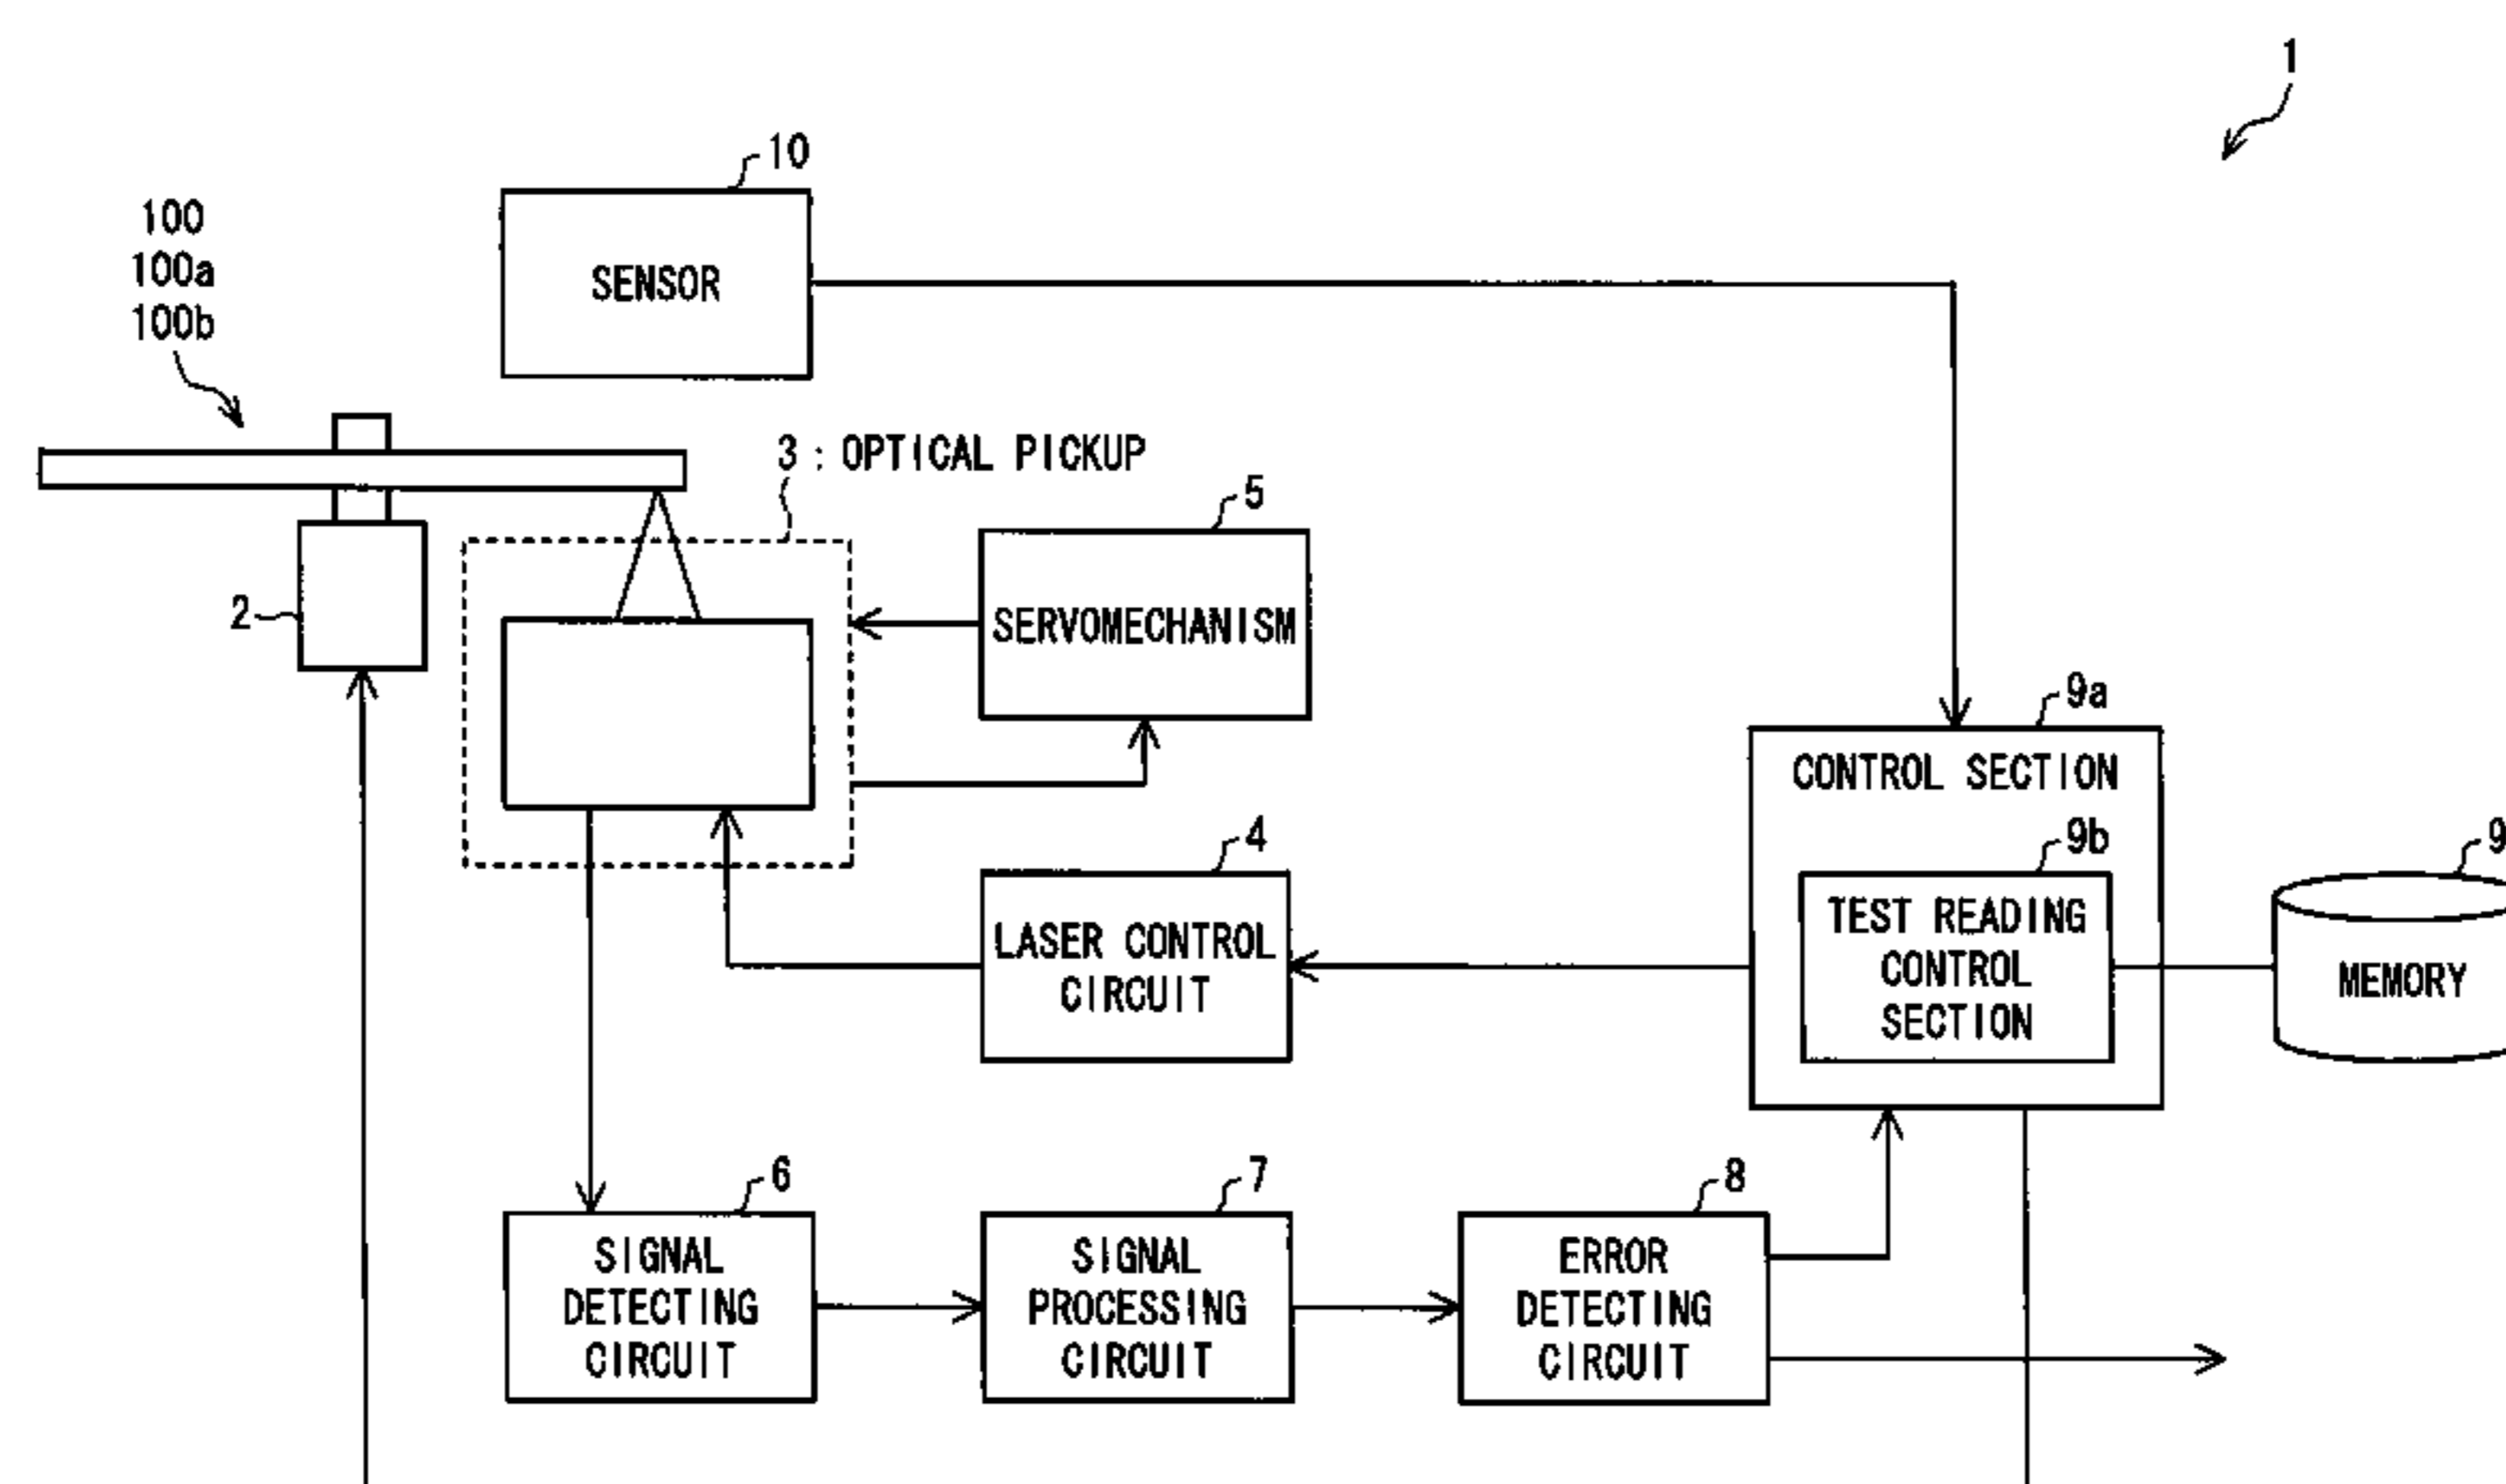 1
10
SENSOR
100
100a
100b
3 : OPTICAL PICKUP
5
SERVOMECHANISM
2
9a
CONTROL SECTION
4
LASER CONTROL
CIRCUIT
9b
TEST READING
CONTROL
SECTION
9
MEMORY
6
SIGNAL
DETECTING
CIRCUIT
7
SIGNAL
PROCESSING
CIRCUIT
8
ERROR
DETECTING
CIRCUIT